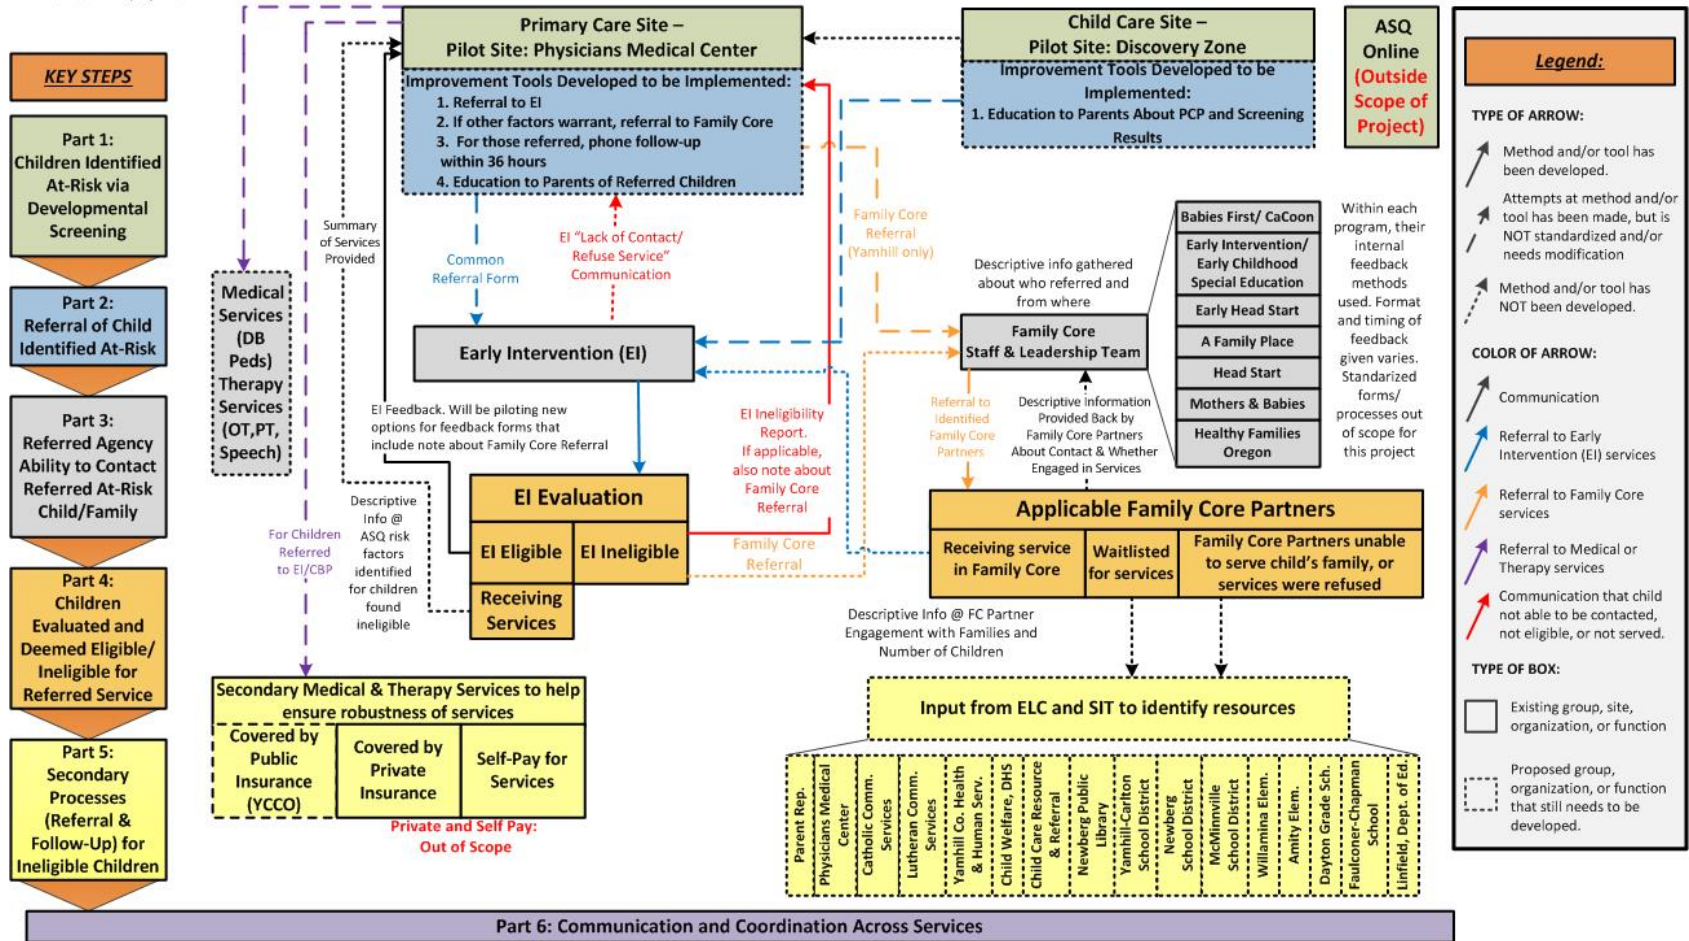 KEY STEPS
Part 1:
Children Identified
At-Risk via
Developmental
Screening
Part 2:
Referral of Child
Identified At-Risk
Part 3:
Referred Agency
Ability to Contact
Referred At-Risk
Child/Family
Part 4:
Children
Evaluated and
Deemed Eligible/
Ineligible for
Referred Service
Part 5:
Secondary
Processes
(Referral &
Follow-Up) for
Ineligible Children
Primary Care Site –
Pilot Site: Physicians Medical Center
Improvement Tools Developed to be Implemented:
1. Referral to EI
2. If other factors warrant, referral to Family Core
3. For those referred, phone follow-up
within 36 hours
4. Education to Parents of Referred Children
Child Care Site –
Pilot Site: Discovery Zone
Improvement Tools Developed to be
Implemented:
1. Education to Parents About PCP and Screening
Results
ASQ
Online
(Outside
Scope of
Project)
Summary
of Services
Provided
Common
Referral Form
EI "Lack of Contact/
Refuse Service"
Communication
Family Core
Referral
(Yamhill only)
Medical
Services
(DB
Peds)
Therapy
Services
(OT,PT,
Speech)
Early Intervention (EI)
Descriptive info gathered
about who referred and
from where
Family Core
Staff & Leadership Team
Babies First/ CaCoon
Early Intervention/
Early Childhood
Special Education
Early Head Start
A Family Place
Head Start
Mothers & Babies
Healthy Families
Oregon
Within each
program, their
internal
feedback
methods
used. Format
and timing of
feedback
given varies.
Standarized
forms/
processes out
of scope for
this project
EI Feedback. Will be piloting new
options for feedback forms that
include note about Family Core Referral
EI Ineligibility
Report.
If applicable,
also note about
Family Core
Referral
Referral to
Identified
Family Core
Partners
Descriptive Information
Provided Back by
Family Core Partners
About Contact & Whether
Engaged in Services
For Children
Referred
to EI/CBP
Descriptive
Info @
ASQ risk
factors
identified
for children
found
ineligible
EI Evaluation
EI Eligible
EI Ineligible
Receiving
Services
Family Core
Referral
Applicable Family Core Partners
Receiving service
in Family Core
Waitlisted
for services
Family Core Partners unable
to serve child's family, or
services were refused
Descriptive Info @ FC Partner
Engagement with Families and
Number of Children
Secondary Medical & Therapy Services to help
ensure robustness of services
Covered by
Public
Insurance
(YCCO)
Covered by
Private
Insurance
Self-Pay for
Services
Private and Self Pay:
Out of Scope
Input from ELC and SIT to identify resources
Parent Rep.
Physicians Medical
Center
Catholic Comm.
Services
Lutheran Comm.
Services
Yamhill Co. Health
& Human Serv.
Child Welfare, DHS
Child Care Resource
& Referral
Newberg Public
Library
Yamhill-Carlton
School District
Newberg
School District
McMinnville
School District
Willamina Elem.
Amity Elem.
Dayton Grade Sch.
Faulconer-Chapman
School
Linfield, Dept. of Ed.
Legend:
TYPE OF ARROW:
Method and/or tool has
been developed.
Attempts at method and/or
tool has been made, but is
NOT standardized and/or
needs modification
Method and/or tool has
NOT been developed.
COLOR OF ARROW:
Communication
Referral to Early
Intervention (EI) services
Referral to Family Core
services
Referral to Medical or
Therapy services
Communication that child
not able to be contacted,
not eligible, or not served.
TYPE OF BOX:
Existing group, site,
organization, or function
Proposed group,
organization, or function
that still needs to be
developed.
Part 6: Communication and Coordination Across Services